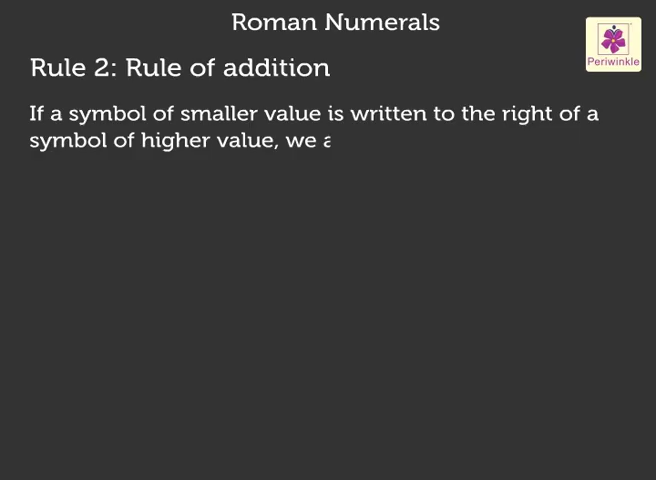 Roman Numerals
Periwinkle
Rule 2: Rule of addition
If a symbol of smaller value is written to the right of a
symbol of higher value, we a